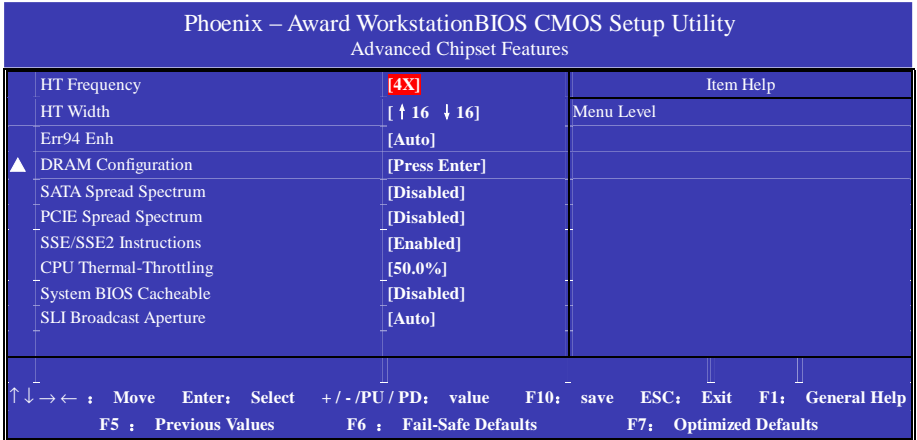 Phoenix – Award WorkstationBIOS CMOS Setup Utility
Advanced Chipset Features
HT Frequency [4X] Item Help
HT Width [ ↑ 16 ↓ 16] Menu Level
Err94 Enh [Auto]
▲ DRAM Configuration [Press Enter]
SATA Spread Spectrum [Disabled]
PCIE Spread Spectrum [Disabled]
SSE/SSE2 Instructions [Enabled]
CPU Thermal-Throttling [50.0%]
System BIOS Cacheable [Disabled]
SLI Broadcast Aperture [Auto]
↑↓→← : Move Enter: Select + / - /PU / PD: value F10: save ESC: Exit F1: General Help
F5 : Previous Values F6 : Fail-Safe Defaults F7: Optimized Defaults